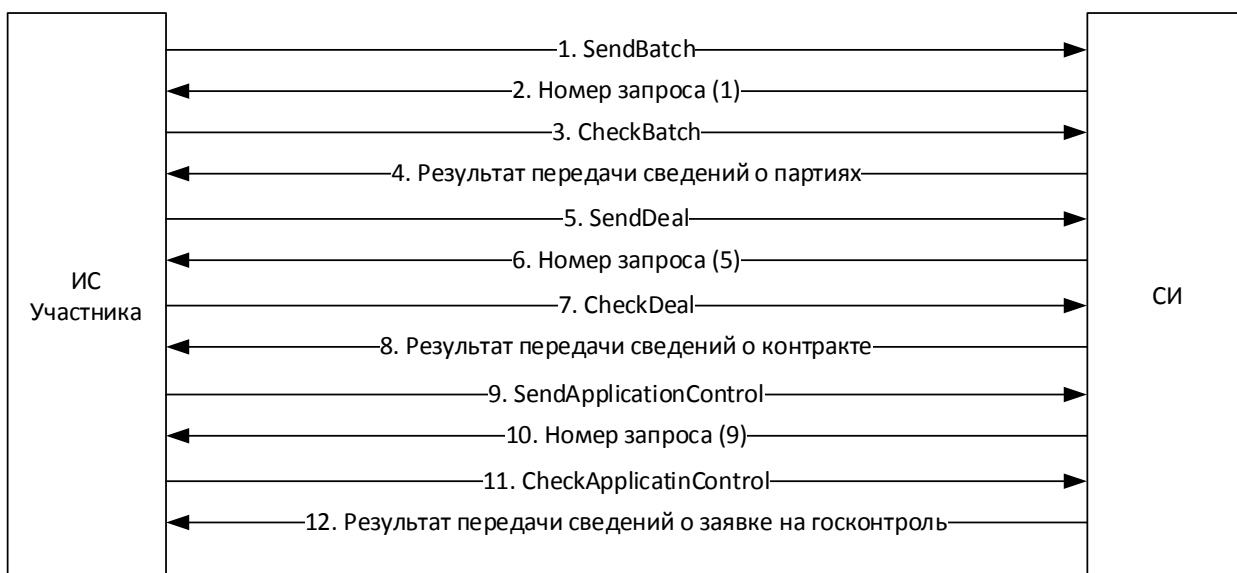 1. SendBatch
2. Номер запроса (1)
3. CheckBatch
4. Результат передачи сведений о партиях
5. SendDeal
6. Номер запроса (5)
ИС
Участника
7. CheckDeal
СИ
8. Результат передачи сведений о контракте
9. SendApplicationControl
10. Номер запроса (9)
11. CheckApplicatinControl
12. Результат передачи сведений о заявке на госконтроль